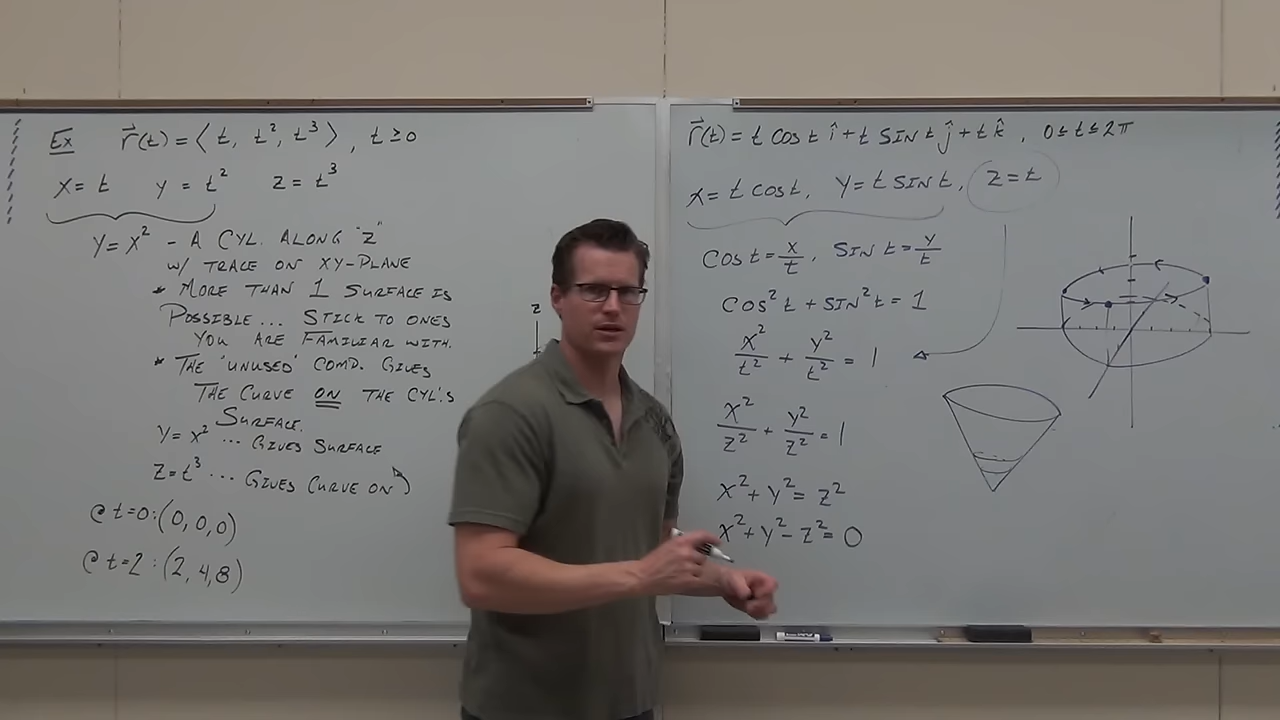 Ex r⃗(t) = ⟨t, t², t³⟩, t ≥ 0
x = t y = t² z = t³
y = x² - A CYL. ALONG "Z"
W/ TRACE ON XY-PLANE
* MORE THAN 1 SURFACE IS
POSSIBLE... STICK TO ONES
YOU ARE FAMILIAR WITH.
* THE 'UNUSED' COMP. GIVES
THE CURVE ON THE CYL'S
SURFACE.
y = x² ... GIVES SURFACE
z = t³ ... GIVES CURVE ON
@ t=0: (0, 0, 0)
@ t=2: (2, 4, 8)
z
r⃗(t) = t cos t î + t SIN t ĵ + t k̂, 0 ≤ t ≤ 2π
x = t cos t, y = t SIN t, z = t
cos t = x/t, SIN t = y/t
cos² t + SIN² t = 1
x²/t² + y²/t² = 1
x²/z² + y²/z² = 1
x² + y² = z²
x² + y² - z² = 0